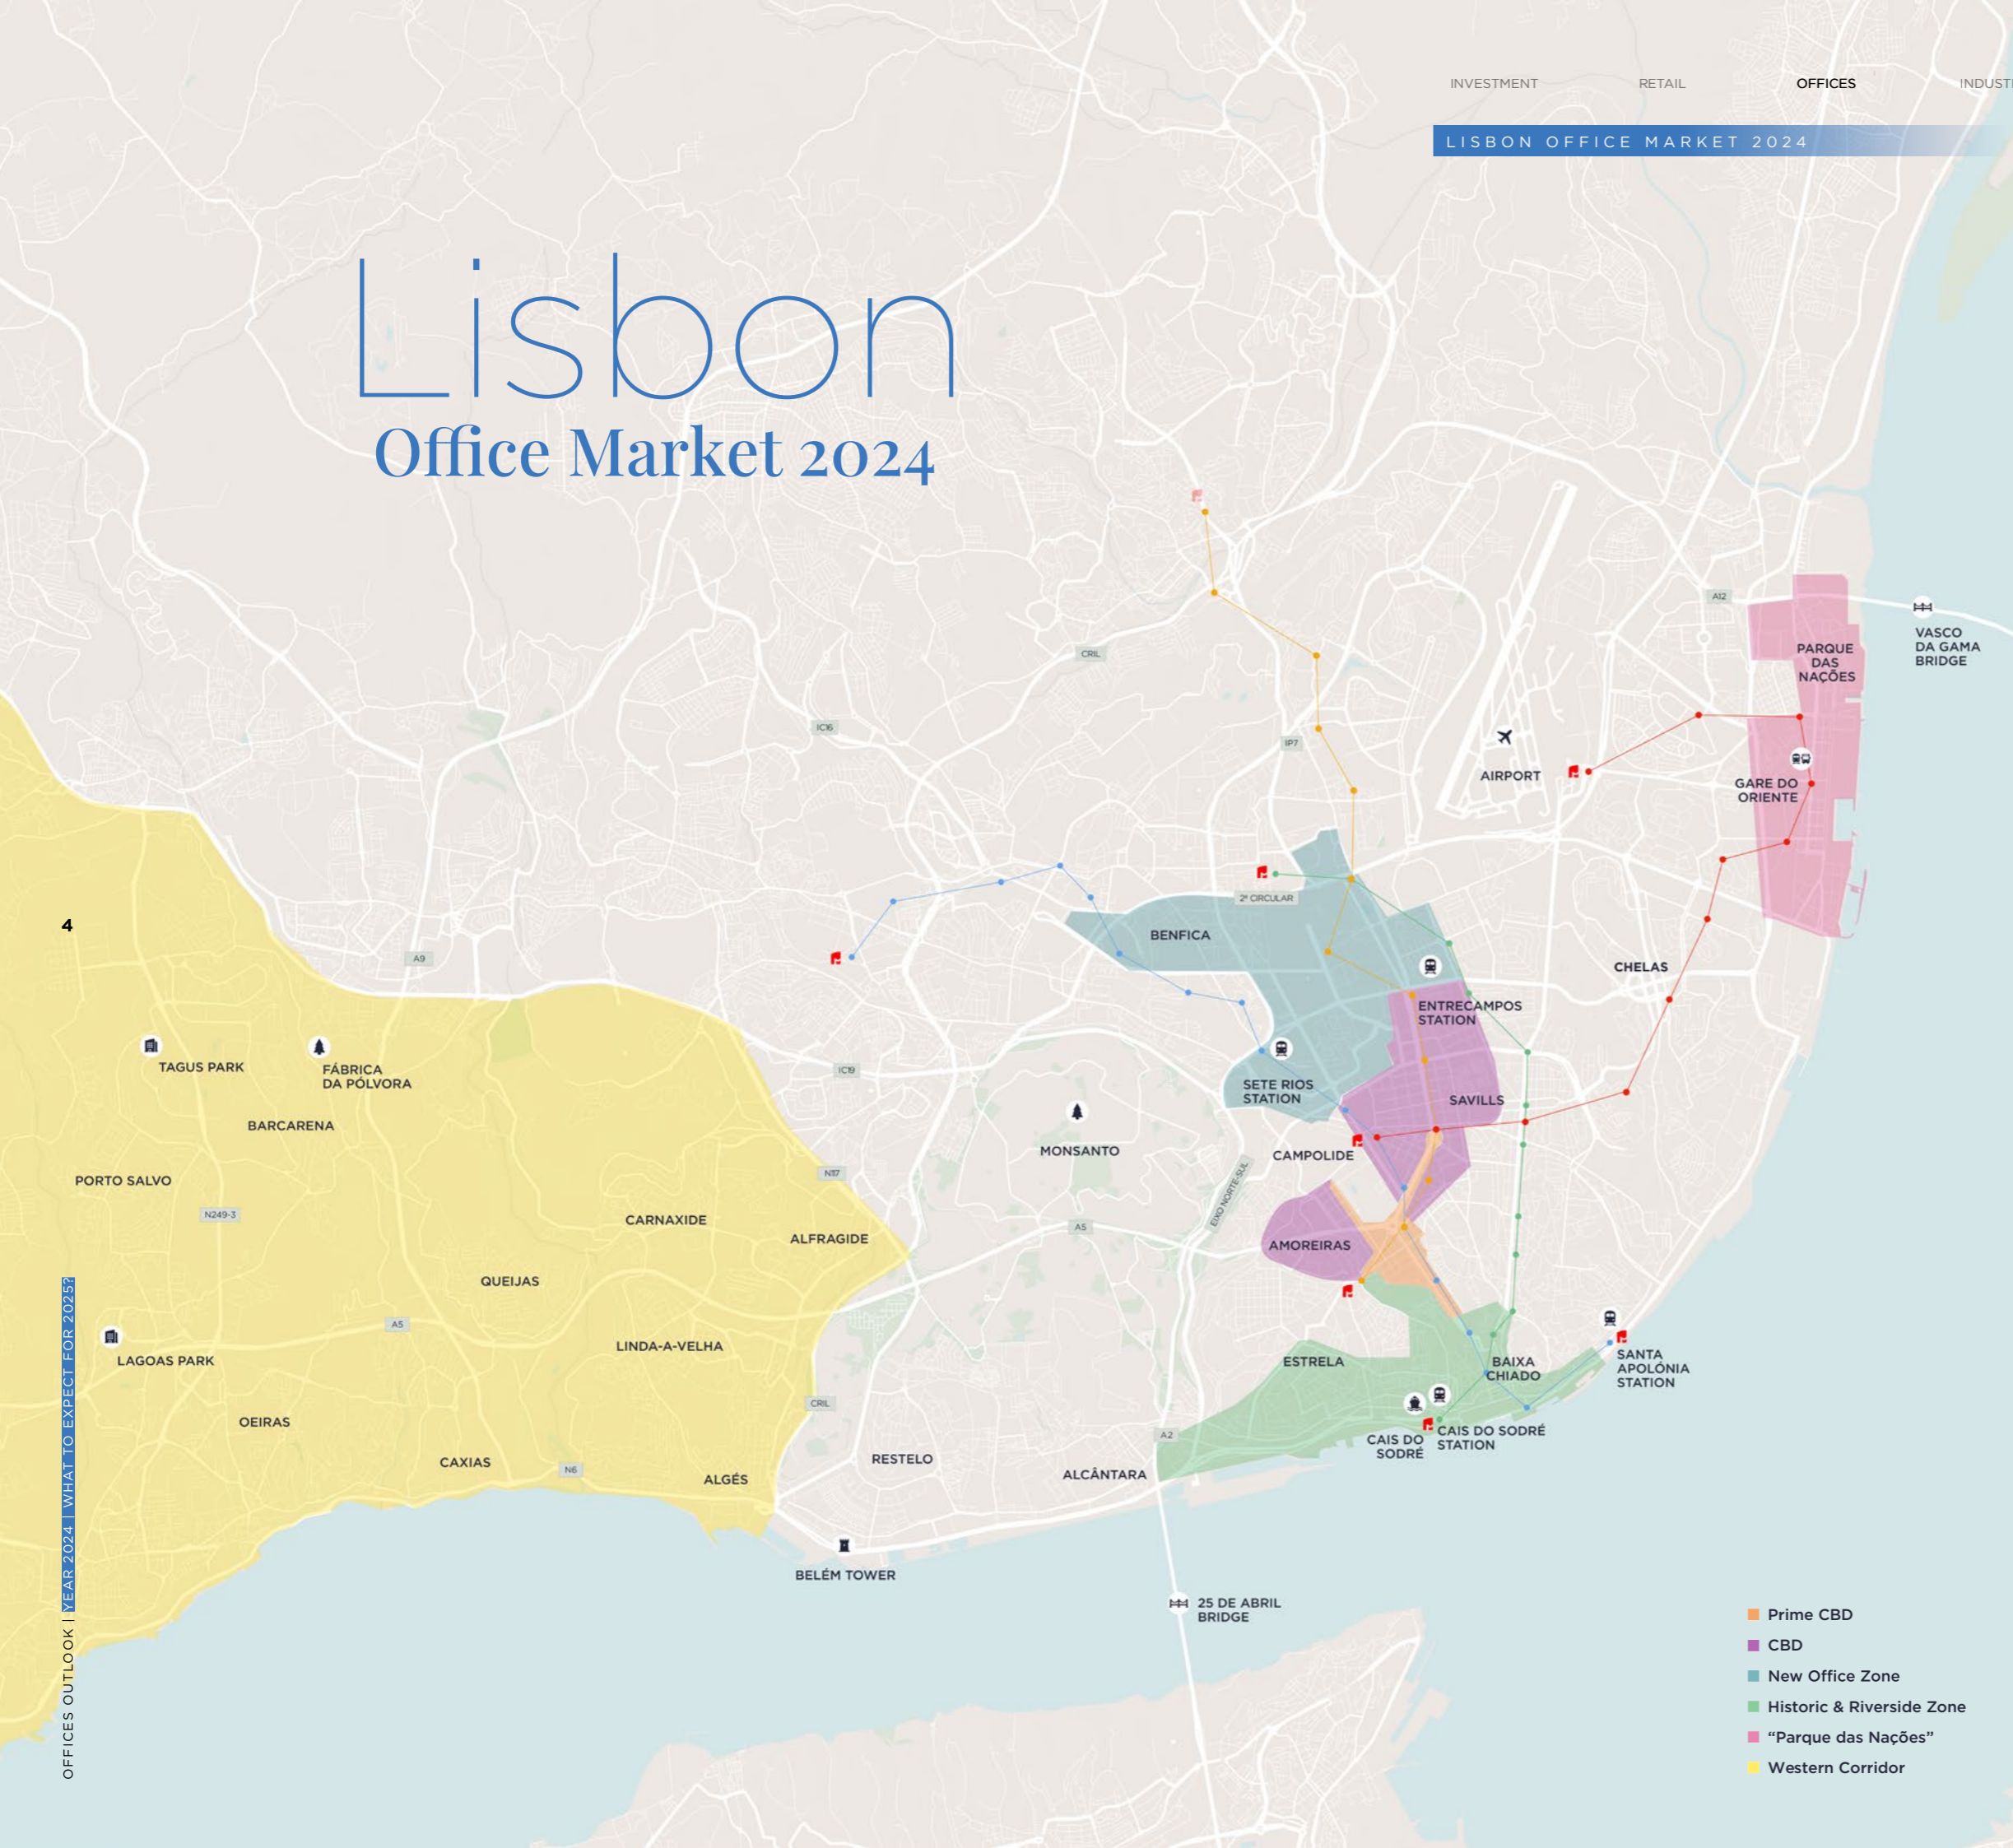 INVESTMENT RETAIL OFFICES INDUST
LISBON OFFICE MARKET 2024
Lisbon
Office Market 2024
A12
VASCO
DA GAMA
BRIDGE
PARQUE
DAS
NAÇÕES
CRIL
IC16
IP7
AIRPORT
GARE DO
ORIENTE
2ª CIRCULAR
4
BENFICA
A9
CHELAS
ENTRECAMPOS
STATION
TAGUS PARK
FÁBRICA
DA PÓLVORA
IC19
SETE RIOS
STATION
SAVILLS
BARCARENA
MONSANTO
CAMPOLIDE
N117
PORTO SALVO
EIXO NORTE-SUL
N249-3
CARNAXIDE
A5
ALFRAGIDE
AMOREIRAS
QUEIJAS
A5
LINDA-A-VELHA
LAGOAS PARK
ESTRELA
BAIXA
CHIADO
SANTA
APOLÓNIA
STATION
CRIL
OEIRAS
A2
CAIS DO
SODRÉ
CAIS DO SODRÉ
STATION
CAXIAS
N6
RESTELO
ALGÉS
ALCÂNTARA
BELÉM TOWER
25 DE ABRIL
BRIDGE
OFFICES OUTLOOK | YEAR 2024 | WHAT TO EXPECT FOR 2025?
Prime CBD
CBD
New Office Zone
Historic & Riverside Zone
“Parque das Nações”
Western Corridor